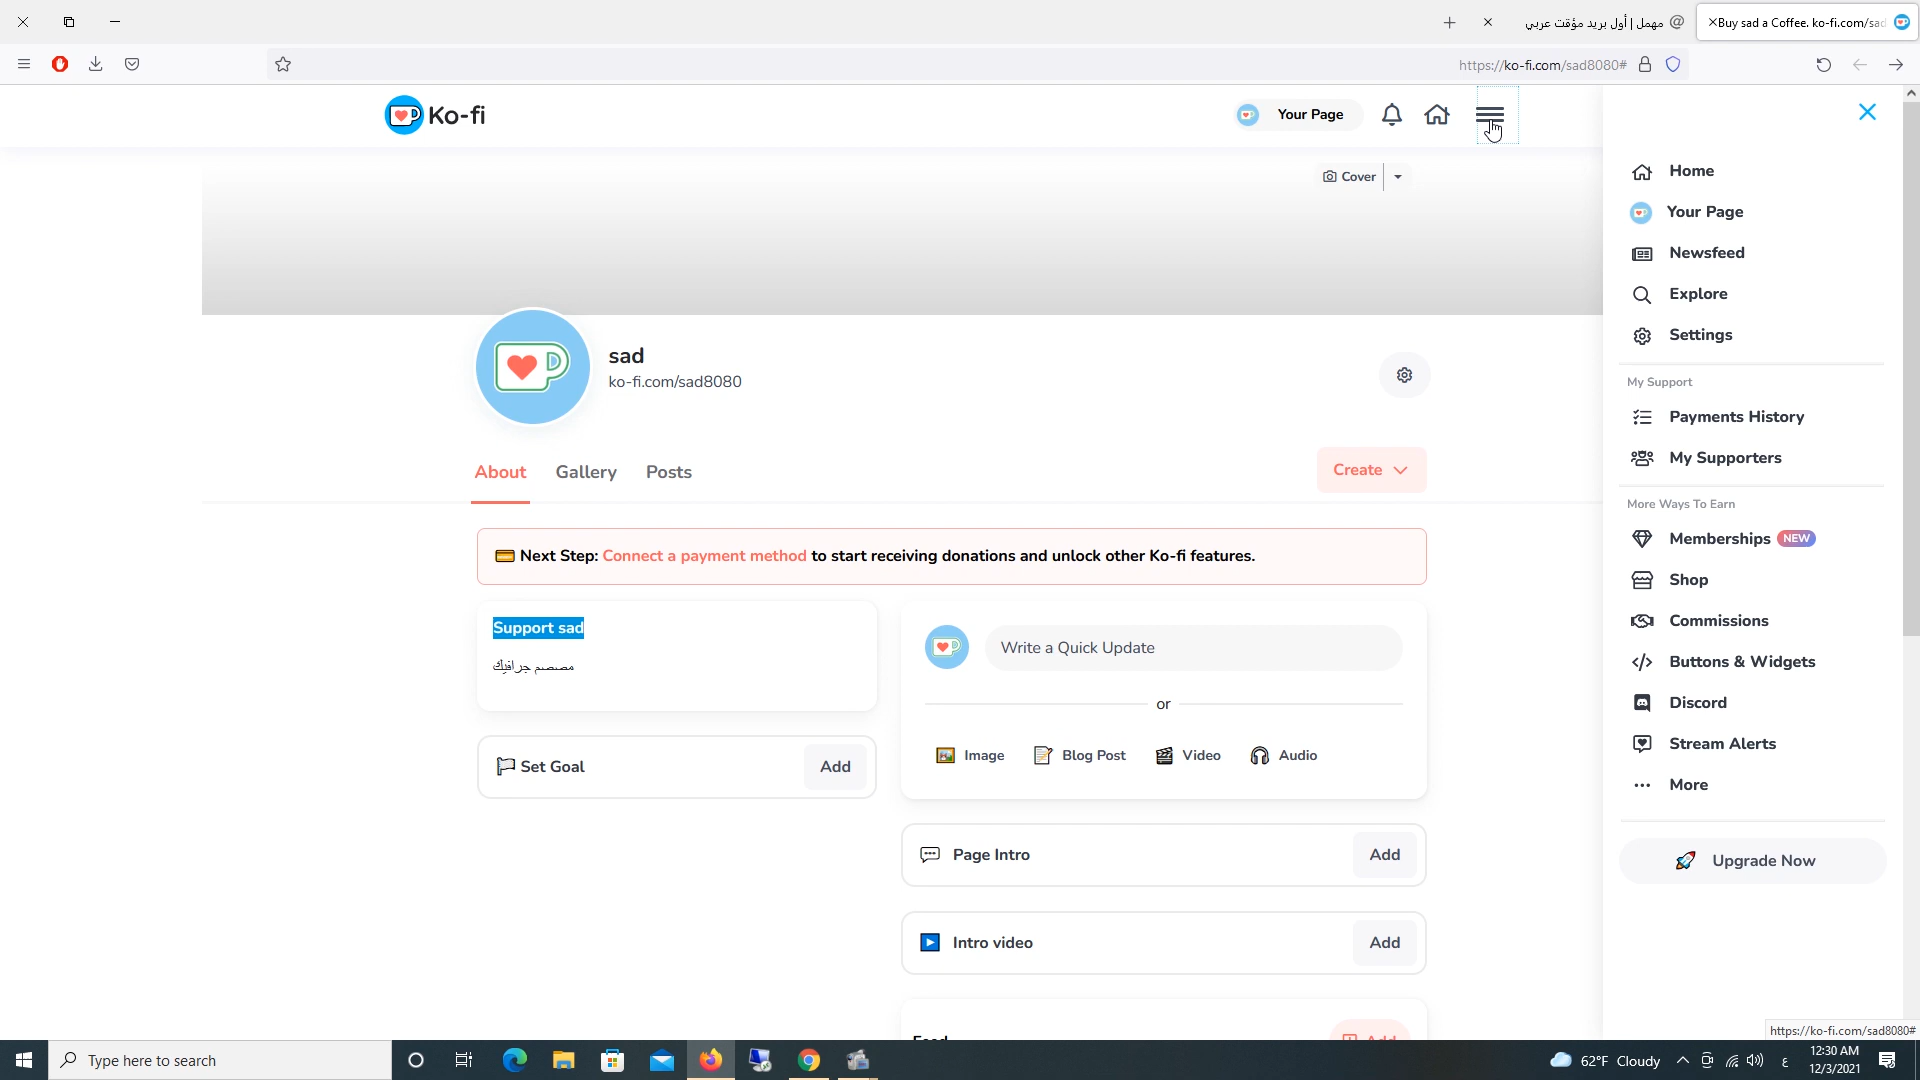 مهمل | أول بريد مؤقت عربي
Buy sad a Coffee. ko-fi.com/sad
https://ko-fi.com/sad8080#
Ko-fi
Your Page
Cover
sad
ko-fi.com/sad8080
About
Gallery
Posts
Create
Next Step: Connect a payment method to start receiving donations and unlock other Ko-fi features.
Support sad
مصصم جرافيك
Set Goal
Add
Write a Quick Update
or
Image
Blog Post
Video
Audio
Page Intro
Add
Intro video
Add
Home
Your Page
Newsfeed
Explore
Settings
My Support
Payments History
My Supporters
More Ways To Earn
Memberships NEW
Shop
Commissions
Buttons & Widgets
Discord
Stream Alerts
More
Upgrade Now
https://ko-fi.com/sad8080#
Type here to search
62°F Cloudy
ع
12:30 AM
12/3/2021